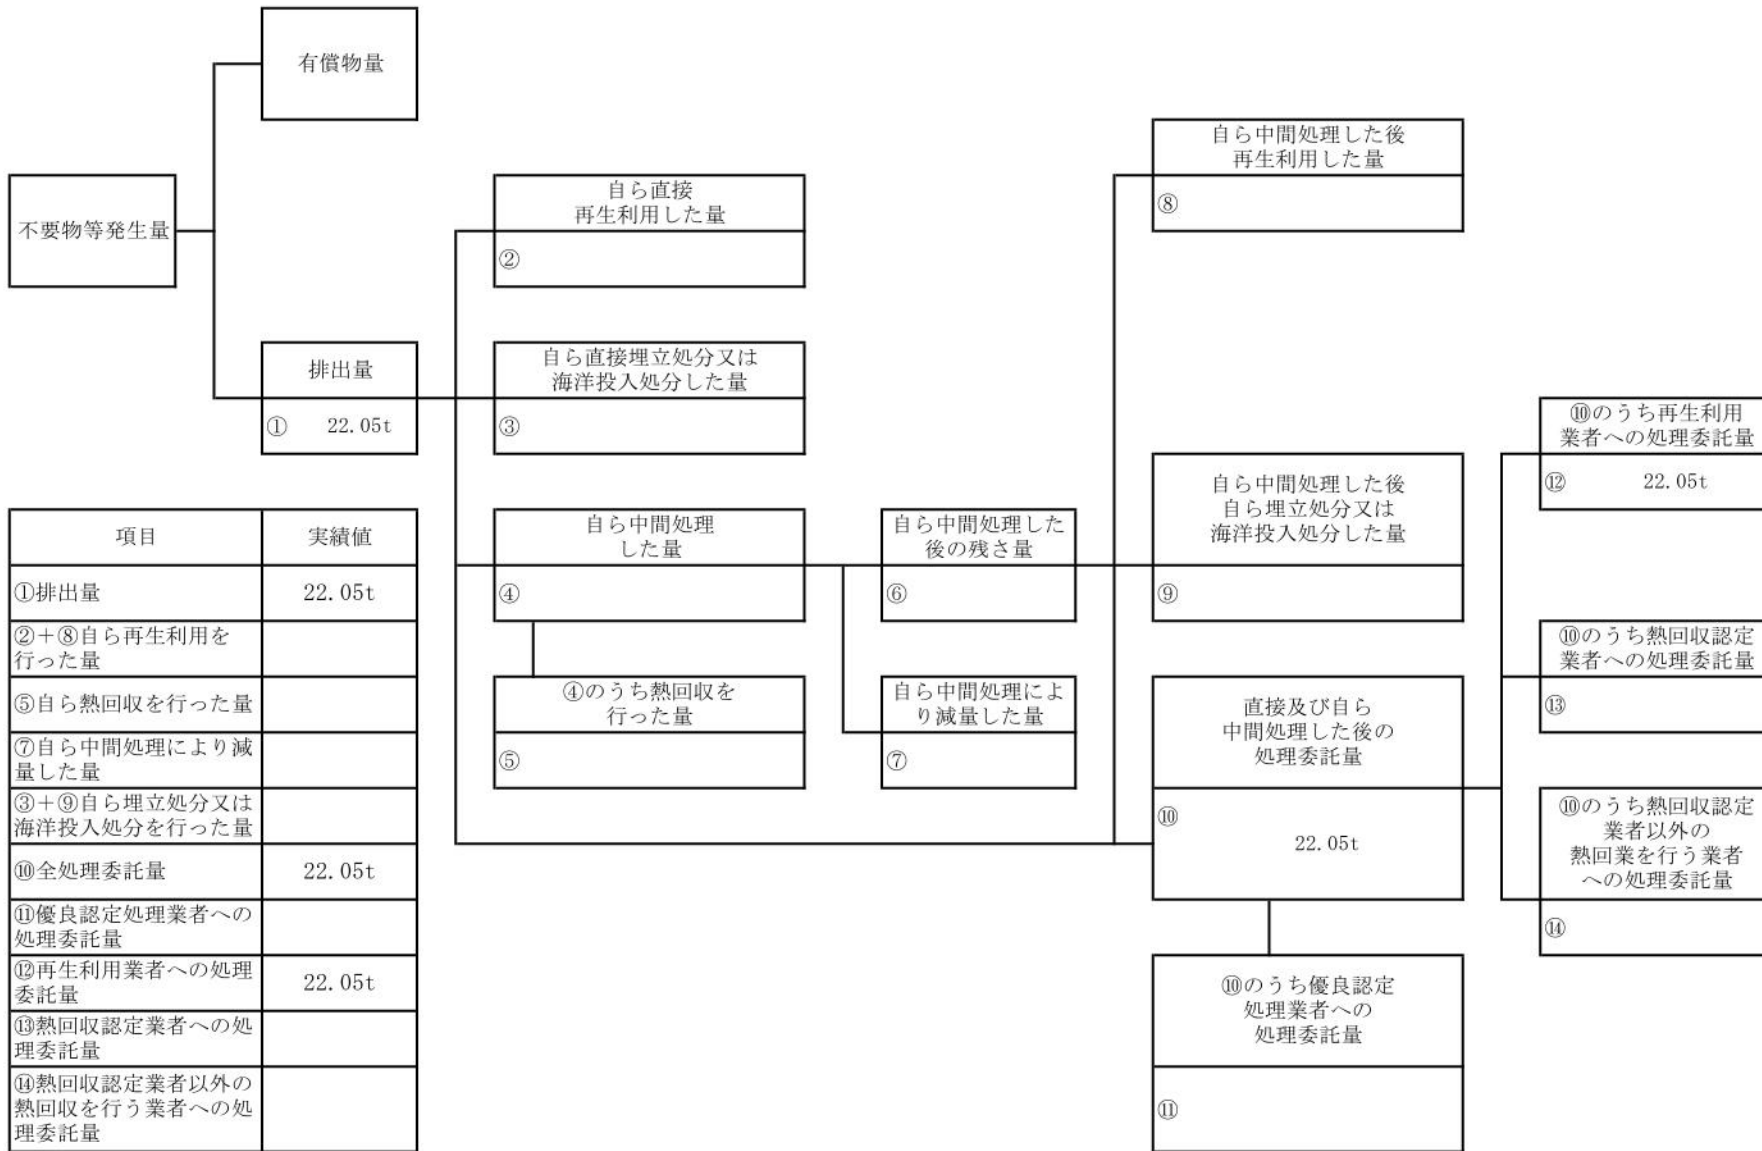 有償物量
不要物等発生量
排出量
① 22.05t
自ら直接
再生利用した量
②
自ら直接埋立処分又は
海洋投入処分した量
③
自ら中間処理
した量
④
④のうち熱回収を
行った量
⑤
自ら中間処理した
後の残さ量
⑥
自ら中間処理によ
り減量した量
⑦
自ら中間処理した後
再生利用した量
⑧
自ら中間処理した後
自ら埋立処分又は
海洋投入処分した量
⑨
直接及び自ら
中間処理した後の
処理委託量
⑩
22.05t
⑩のうち優良認定
処理業者への
処理委託量
⑪
⑩のうち再生利用
業者への処理委託量
⑫ 22.05t
⑩のうち熱回収認定
業者への処理委託量
⑬
⑩のうち熱回収認定
業者以外の
熱回業を行う業者
への処理委託量
⑭
項目 実績値
①排出量 22.05t
②+⑧自ら再生利用を
行った量
⑤自ら熱回収を行った量
⑦自ら中間処理により減
量した量
③+⑨自ら埋立処分又は
海洋投入処分を行った量
⑩全処理委託量 22.05t
⑪優良認定処理業者への
処理委託量
⑫再生利用業者への処理
委託量 22.05t
⑬熱回収認定業者への処
理委託量
⑭熱回収認定業者以外の
熱回収を行う業者への処
理委託量